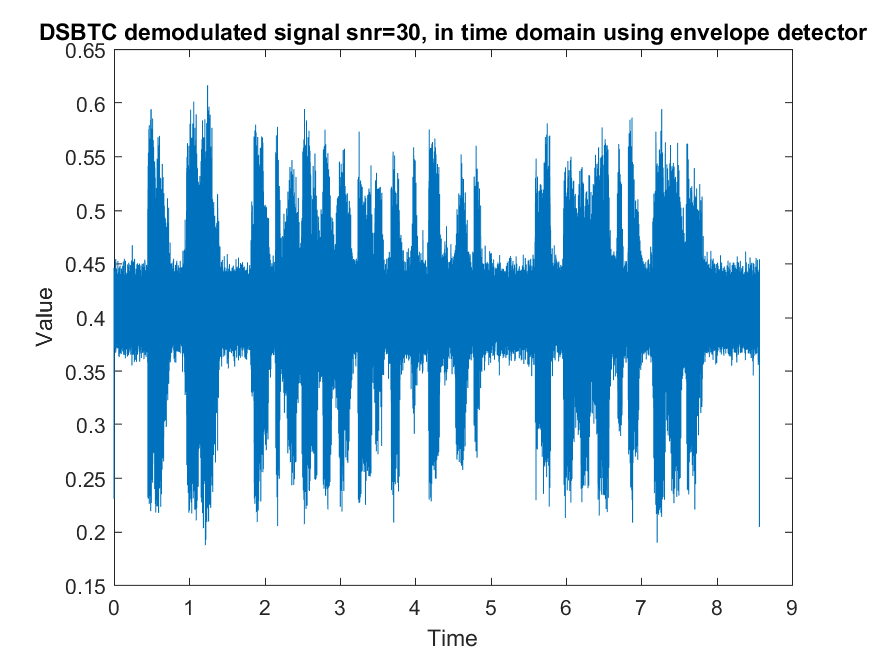 DSBTC demodulated signal snr=30, in time domain using envelope detector
0.65
0.6
0.55
0.5
0.45
0.4
0.35
0.3
0.25
0.2
0.15
Value
0 1 2 3 4 5 6 7 8 9
Time